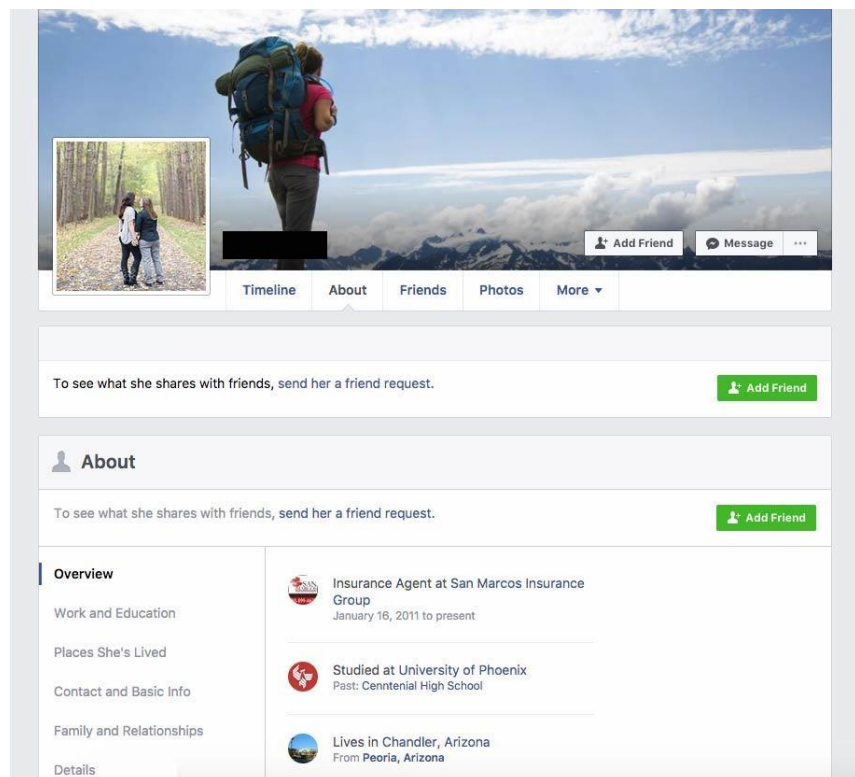 Add Friend
Message
Timeline
About
Friends
Photos
More
To see what she shares with friends, send her a friend request.
Add Friend
About
To see what she shares with friends, send her a friend request.
Add Friend
Overview
Work and Education
Places She's Lived
Contact and Basic Info
Family and Relationships
Details
Insurance Agent at San Marcos Insurance
Group
January 16, 2011 to present
Studied at University of Phoenix
Past: Cenntenial High School
Lives in Chandler, Arizona
From Peoria, Arizona